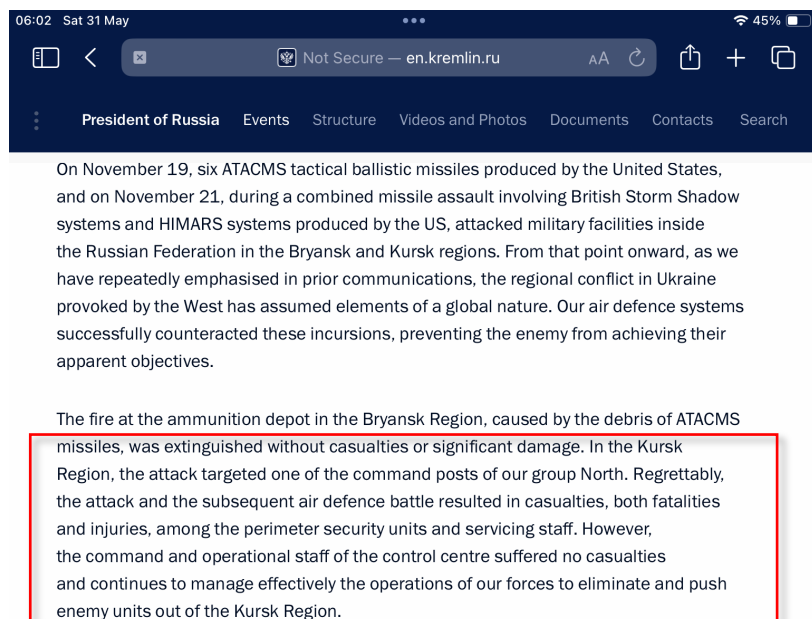 06:02 Sat 31 May
45%
Not Secure — en.kremlin.ru
AA
President of Russia Events Structure Videos and Photos Documents Contacts Search
On November 19, six ATACMS tactical ballistic missiles produced by the United States,
and on November 21, during a combined missile assault involving British Storm Shadow
systems and HIMARS systems produced by the US, attacked military facilities inside
the Russian Federation in the Bryansk and Kursk regions. From that point onward, as we
have repeatedly emphasised in prior communications, the regional conflict in Ukraine
provoked by the West has assumed elements of a global nature. Our air defence systems
successfully counteracted these incursions, preventing the enemy from achieving their
apparent objectives.
The fire at the ammunition depot in the Bryansk Region, caused by the debris of ATACMS
missiles, was extinguished without casualties or significant damage. In the Kursk
Region, the attack targeted one of the command posts of our group North. Regrettably,
the attack and the subsequent air defence battle resulted in casualties, both fatalities
and injuries, among the perimeter security units and servicing staff. However,
the command and operational staff of the control centre suffered no casualties
and continues to manage effectively the operations of our forces to eliminate and push
enemy units out of the Kursk Region.